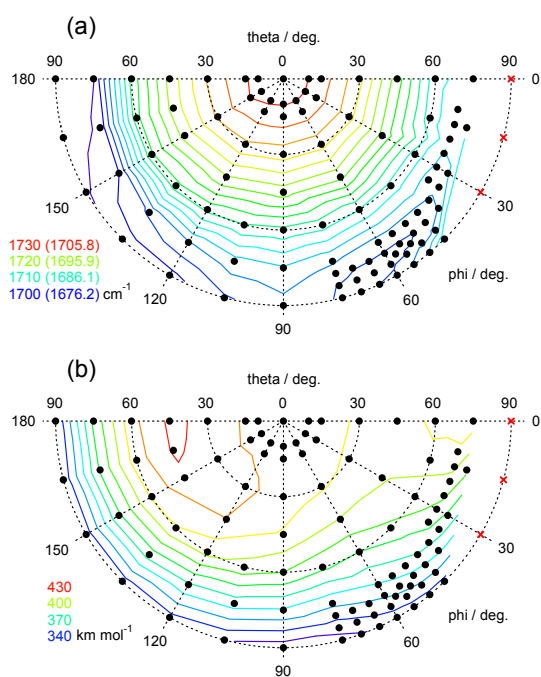 (a)
theta / deg.
90 60 30 0 30 60 90
180 0
150 30
1730 (1705.8)
1720 (1695.9)
1710 (1686.1)
1700 (1676.2) cm⁻¹
phi / deg.
120 60
90
(b)
theta / deg.
90 60 30 0 30 60 90
180 0
150 30
430
400
370
340 km mol⁻¹
phi / deg.
120 60
90